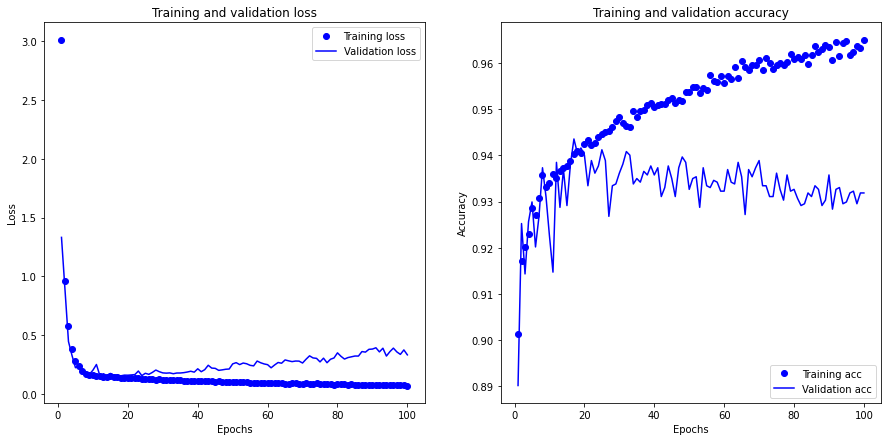 Training and validation loss
3.0
2.5
2.0
1.5
1.0
0.5
0.0
Loss
0
20
40
60
80
100
Epochs
Training loss
Validation loss
Training and validation accuracy
0.96
0.95
0.94
0.93
0.92
0.91
0.90
0.89
Accuracy
0
20
40
60
80
100
Epochs
Training acc
Validation acc